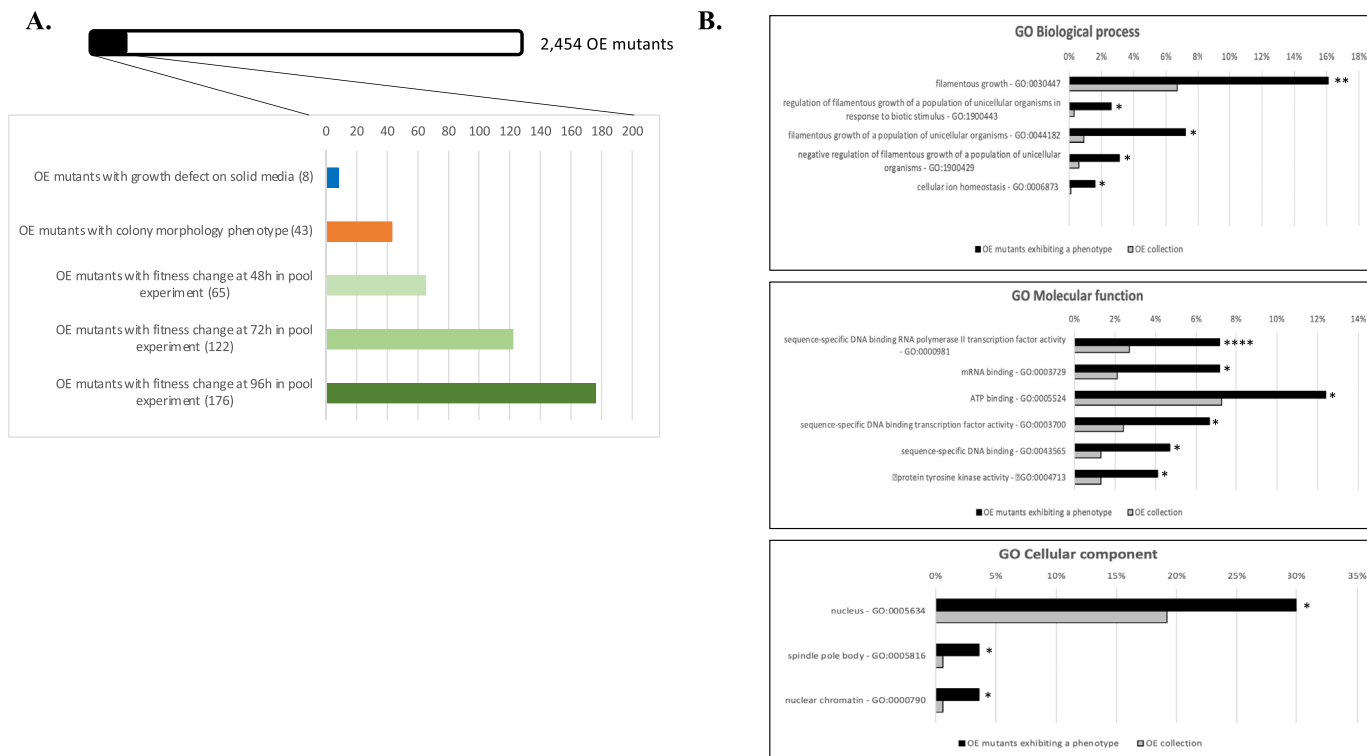 A.
2,454 OE mutants
0 20 40 60 80 100 120 140 160 180 200
OE mutants with growth defect on solid media (8)
OE mutants with colony morphology phenotype (43)
OE mutants with fitness change at 48h in pool
experiment (65)
OE mutants with fitness change at 72h in pool
experiment (122)
OE mutants with fitness change at 96h in pool
experiment (176)
B.
GO Biological process
0% 2% 4% 6% 8% 10% 12% 14% 16% 18%
filamentous growth - GO:0030447
**
regulation of filamentous growth of a population of unicellular organisms in
response to biotic stimulus - GO:1900443
*
filamentous growth of a population of unicellular organisms - GO:0044182
*
negative regulation of filamentous growth of a population of unicellular
organisms - GO:1900429
*
cellular ion homeostasis - GO:0006873
*
OE mutants exhibiting a phenotype OE collection
GO Molecular function
0% 2% 4% 6% 8% 10% 12% 14%
sequence-specific DNA binding RNA polymerase II transcription factor activity
- GO:0000981
****
mRNA binding - GO:0003729
*
ATP binding - GO:0005524
*
sequence-specific DNA binding transcription factor activity - GO:0003700
*
sequence-specific DNA binding - GO:0043565
*
protein tyrosine kinase activity - GO:0004713
*
OE mutants exhibiting a phenotype OE collection
GO Cellular component
0% 5% 10% 15% 20% 25% 30% 35%
nucleus - GO:0005634
*
spindle pole body - GO:0005816
*
nuclear chromatin - GO:0000790
*
OE mutants exhibiting a phenotype OE collection